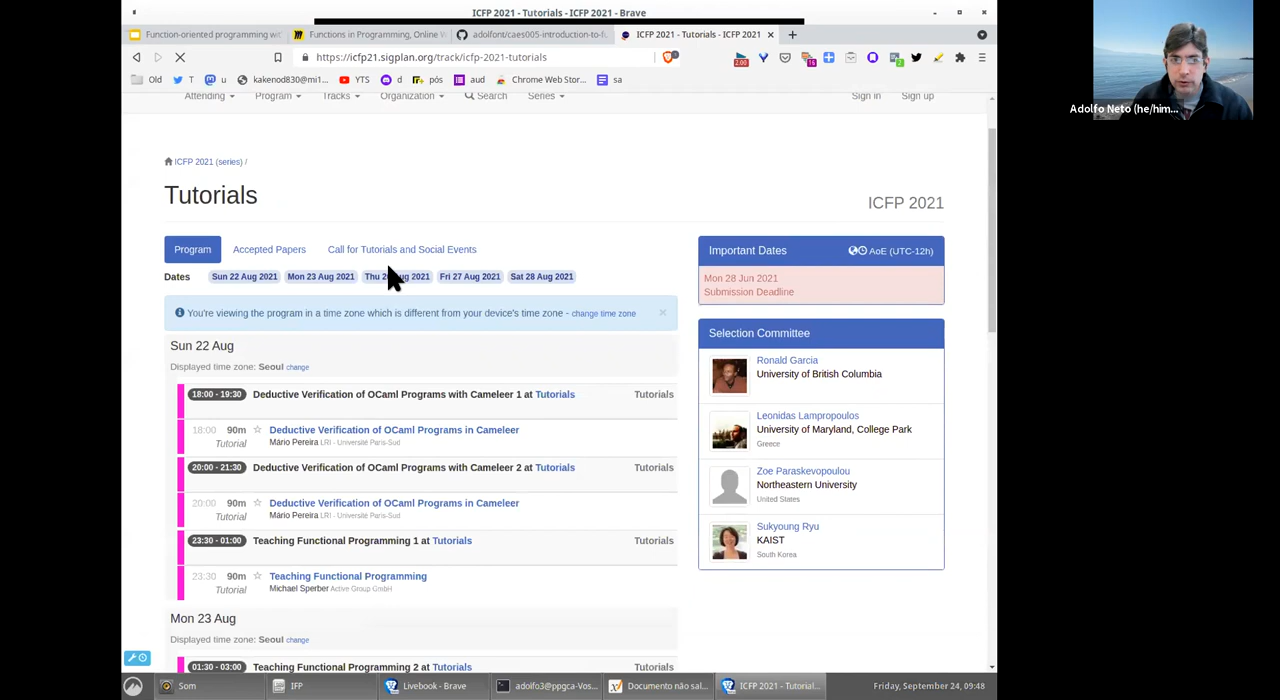 ICFP 2021 - Tutorials - ICFP 2021 - Brave
Function-oriented programming wit
Functions in Programming, Online W
adolfont/caes005-introduction-to-fu
ICFP 2021 - Tutorials - ICFP 2021
https://icfp21.sigplan.org/track/icfp-2021-tutorials
Old
T
u
kakenod830@mi1...
YTS
d
pós
aud
Chrome Web Stor...
sa
Attending
Program
Tracks
Organization
Search
Series
Sign in
Sign up
ICFP 2021 (series) /
Tutorials
ICFP 2021
Program
Accepted Papers
Call for Tutorials and Social Events
Dates
Sun 22 Aug 2021
Mon 23 Aug 2021
Thu 2 Aug 2021
Fri 27 Aug 2021
Sat 28 Aug 2021
You're viewing the program in a time zone which is different from your device's time zone - change time zone
Sun 22 Aug
Displayed time zone: Seoul change
18:00 - 19:30 Deductive Verification of OCaml Programs with Cameleer 1 at Tutorials Tutorials
18:00 90m Deductive Verification of OCaml Programs in Cameleer
Tutorial Mário Pereira LRI - Université Paris-Sud
20:00 - 21:30 Deductive Verification of OCaml Programs with Cameleer 2 at Tutorials Tutorials
20:00 90m Deductive Verification of OCaml Programs in Cameleer
Tutorial Mário Pereira LRI - Université Paris-Sud
23:30 - 01:00 Teaching Functional Programming 1 at Tutorials Tutorials
23:30 90m Teaching Functional Programming
Tutorial Michael Sperber Active Group GmbH
Mon 23 Aug
Displayed time zone: Seoul change
01:30 - 03:00 Teaching Functional Programming 2 at Tutorials Tutorials
Important Dates
AoE (UTC-12h)
Mon 28 Jun 2021
Submission Deadline
Selection Committee
Ronald Garcia
University of British Columbia
Leonidas Lampropoulos
University of Maryland, College Park
Greece
Zoe Paraskevopoulou
Northeastern University
United States
Sukyoung Ryu
KAIST
South Korea
Som
IFP
Livebook - Brave
adolfo3@ppgca-Vos...
Documento não sal...
ICFP 2021 - Tutorial...
Friday, September 24, 09:48
Adolfo Neto (he/him...